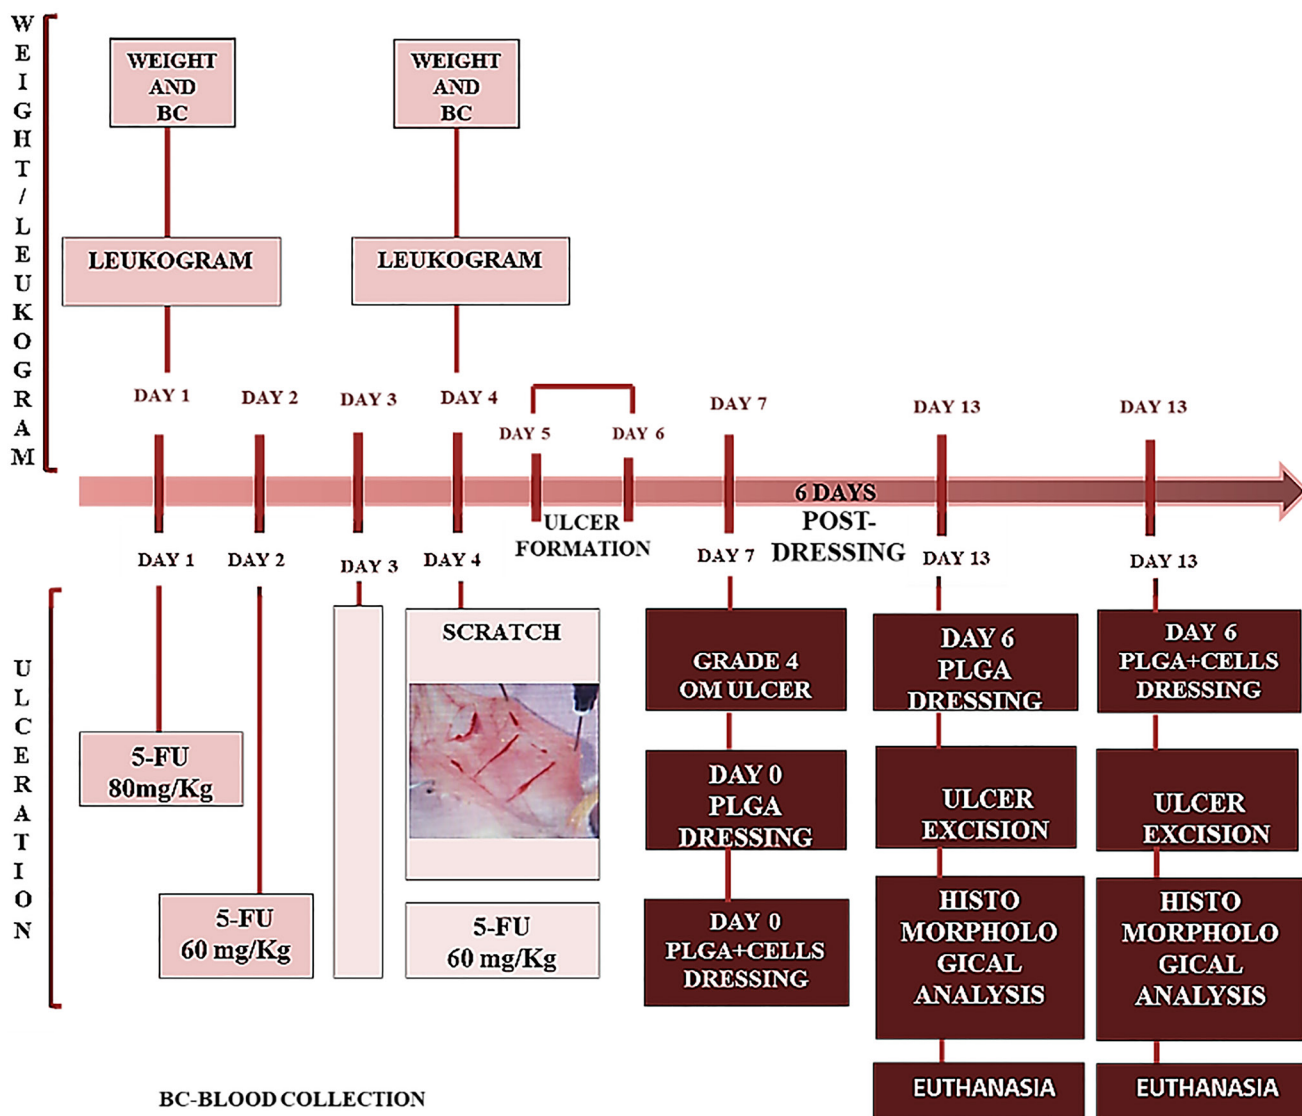 WEIGHT/LEUKOGRAM
WEIGHT
AND
BC
WEIGHT
AND
BC
LEUKOGRAM
LEUKOGRAM
DAY 1
DAY 2
DAY 3
DAY 4
DAY 5
DAY 6
DAY 7
DAY 13
DAY 13
6 DAYS
POST-
DRESSING
ULCER
FORMATION
DAY 1
DAY 2
DAY 3
DAY 4
DAY 7
DAY 13
DAY 13
ULCERATION
5-FU
80mg/Kg
5-FU
60 mg/Kg
SCRATCH
5-FU
60 mg/Kg
GRADE 4
OM ULCER
DAY 0
PLGA
DRESSING
DAY 0
PLGA+CELLS
DRESSING
DAY 6
PLGA
DRESSING
ULCER
EXCISION
HISTO
MORPHOLO
GICAL
ANALYSIS
EUTHANASIA
DAY 6
PLGA+CELLS
DRESSING
ULCER
EXCISION
HISTO
MORPHOLO
GICAL
ANALYSIS
EUTHANASIA
BC-BLOOD COLLECTION